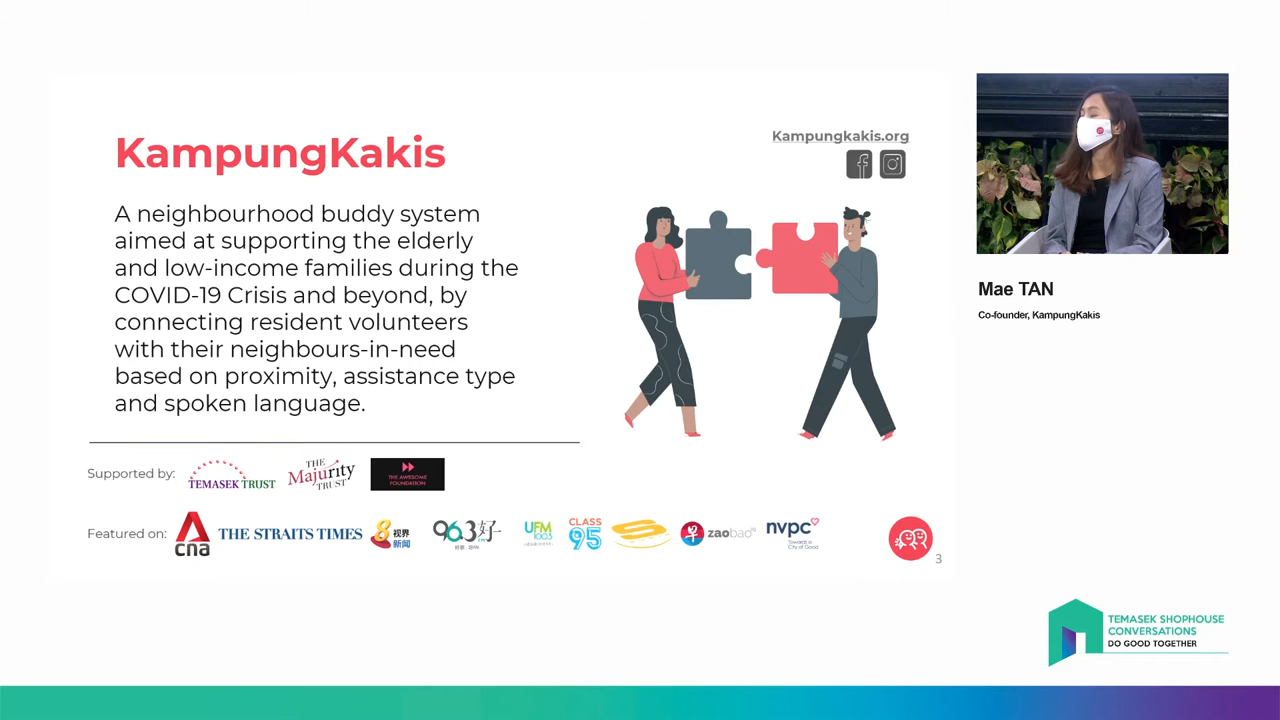 KampungKakis
Kampungkakis.org
A neighbourhood buddy system
aimed at supporting the elderly
and low-income families during the
COVID-19 Crisis and beyond, by
connecting resident volunteers
with their neighbours-in-need
based on proximity, assistance type
and spoken language.
Supported by:
TEMASEK TRUST
THE
Majurity
TRUST
THE AWESOME
FOUNDATION
Featured on:
cna
THE STRAITS TIMES
8 视界
新闻
96.3 好
UFM
100.3
CLASS
95
早 zaobao
nvpc
Towards a
City of Good
3
Mae TAN
Co-founder, KampungKakis
TEMASEK SHOPHOUSE
CONVERSATIONS
DO GOOD TOGETHER